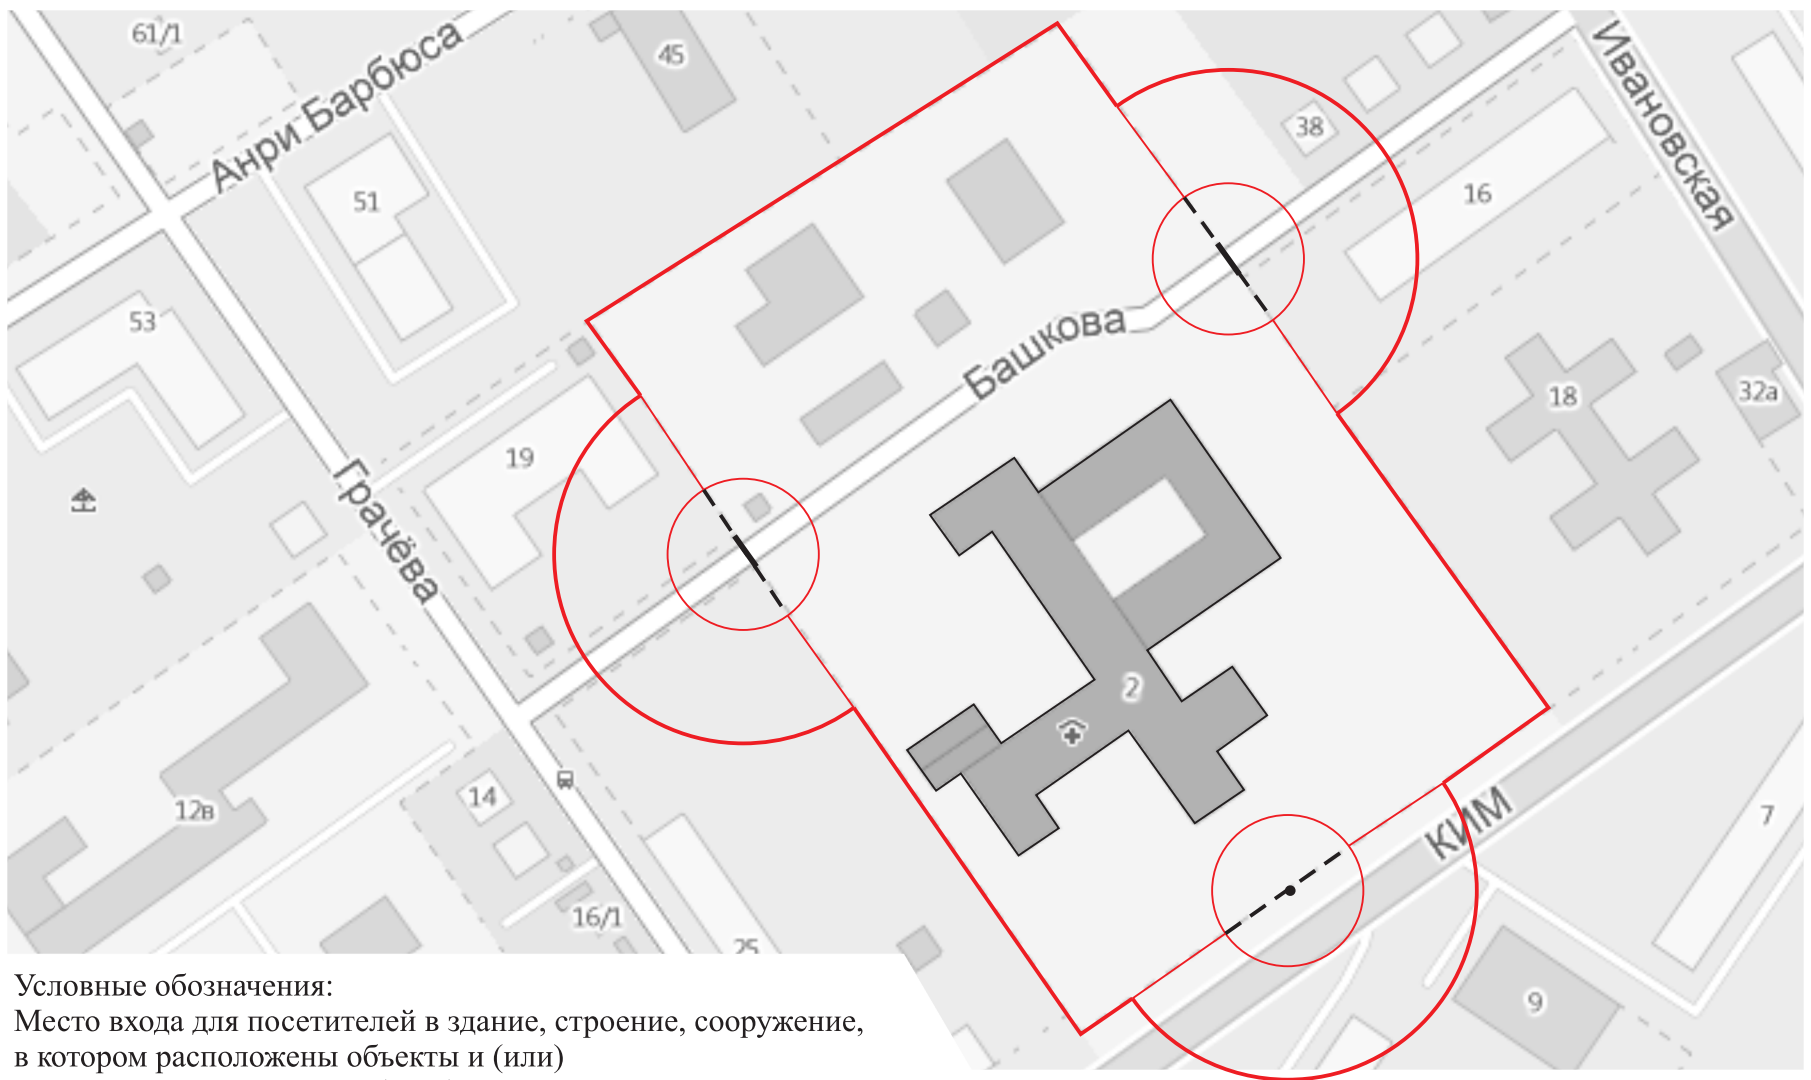 61/1
Анри Барбюса
45
Ивановская
38
51
16
53
Башкова
18
32а
19
Грачёва
2
14
12в
КИМ
7
16/1
25
9
Условные обозначения:
Место входа для посетителей в здание, строение, сооружение,
в котором расположены объекты и (или)